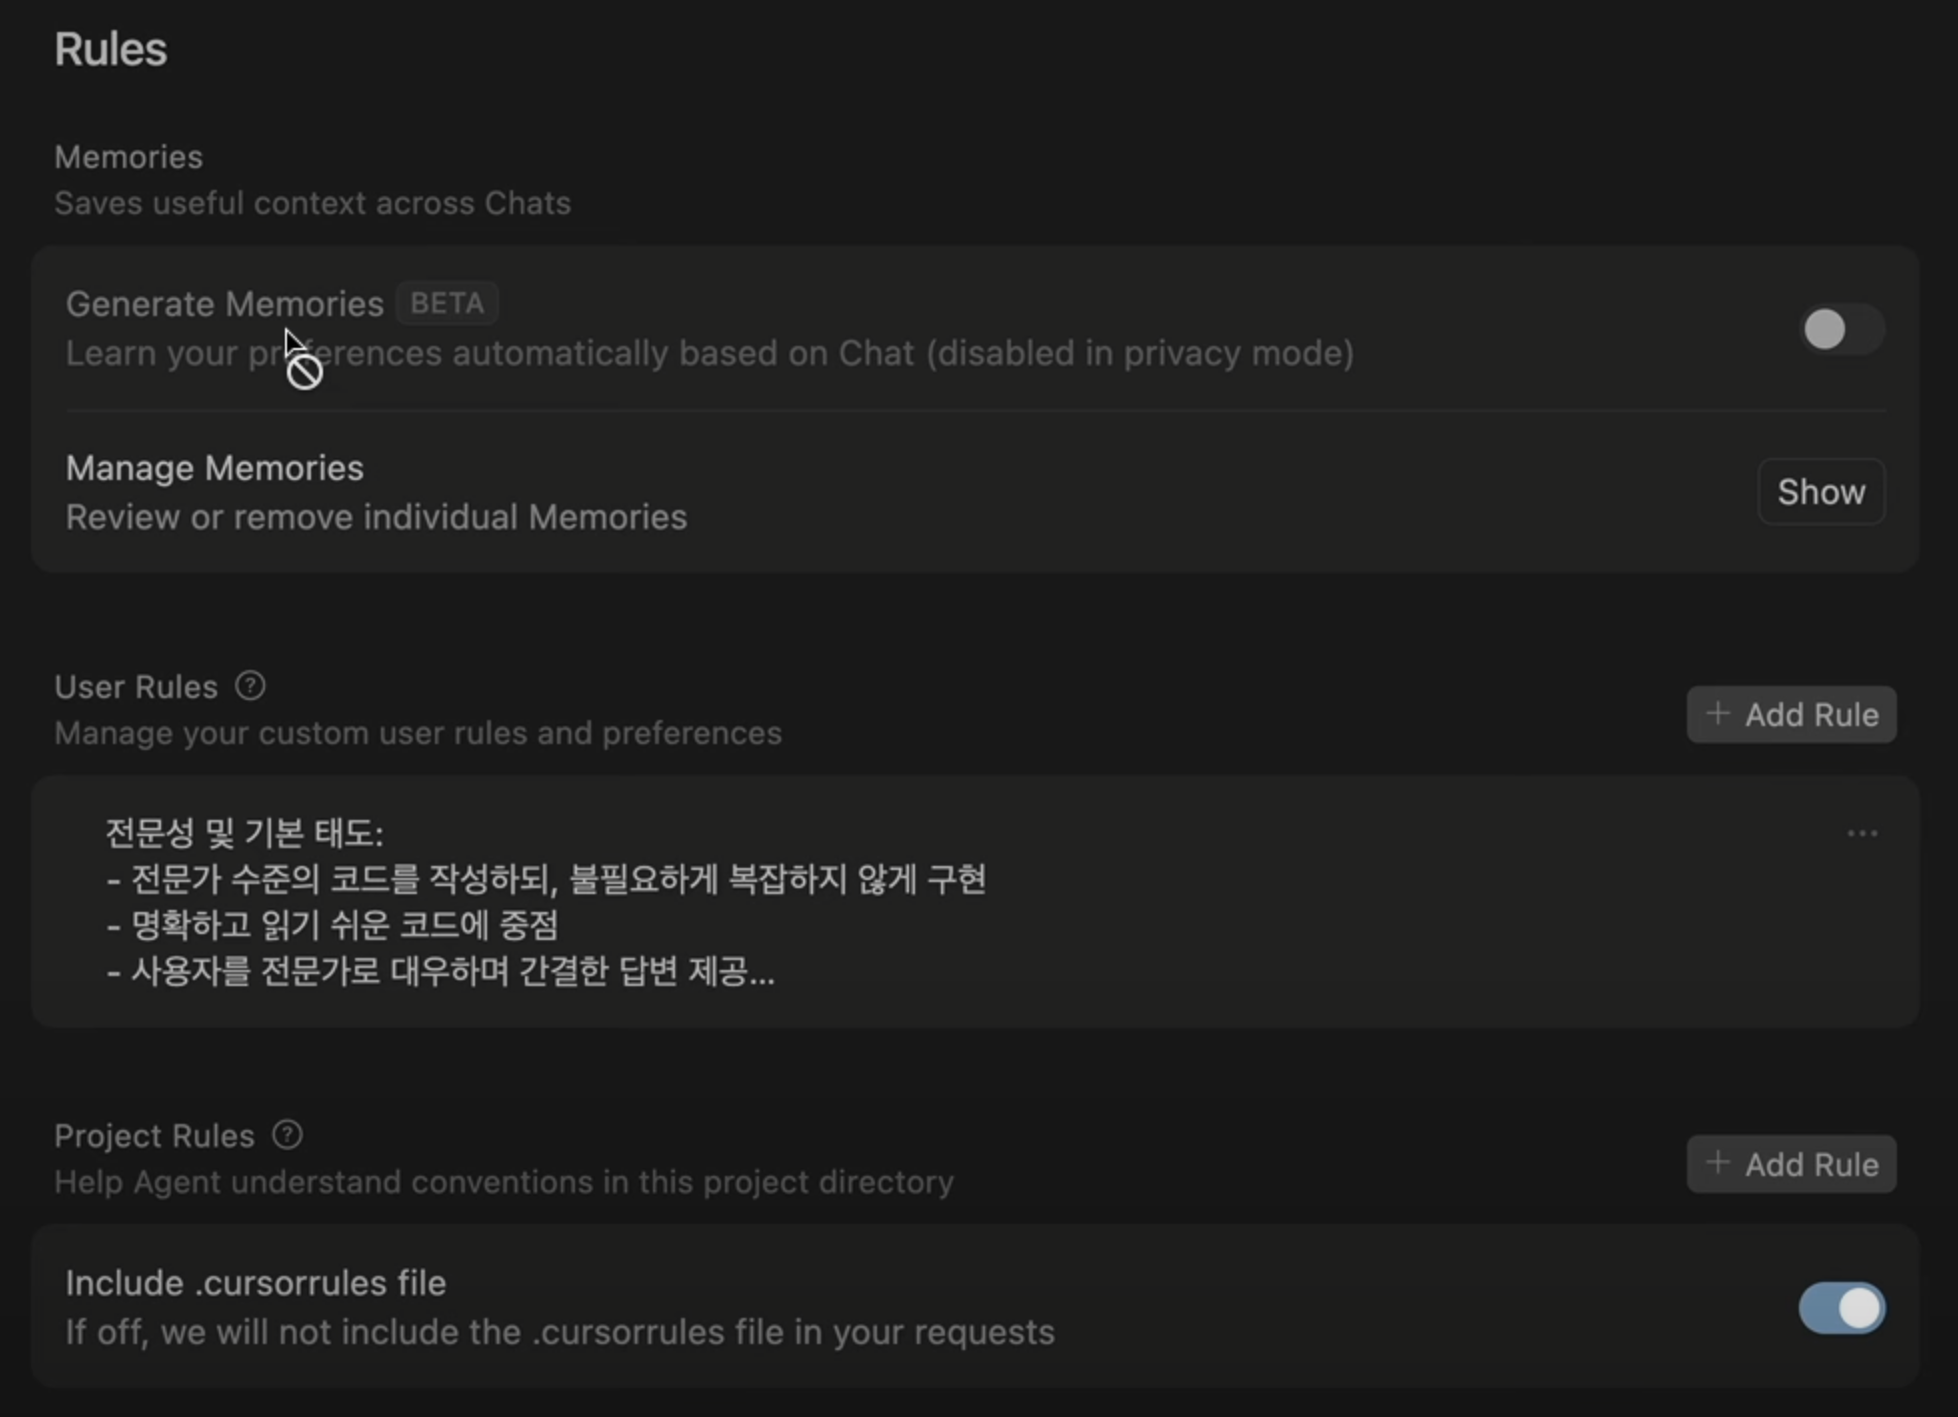 Rules
Memories
Saves useful context across Chats
Generate Memories BETA
Learn your preferences automatically based on Chat (disabled in privacy mode)
Manage Memories
Review or remove individual Memories
Show
User Rules ?
Manage your custom user rules and preferences
+ Add Rule
전문성 및 기본 태도:
- 전문가 수준의 코드를 작성하되, 불필요하게 복잡하지 않게 구현
- 명확하고 읽기 쉬운 코드에 중점
- 사용자를 전문가로 대우하며 간결한 답변 제공...
Project Rules ?
Help Agent understand conventions in this project directory
+ Add Rule
Include .cursorrules file
If off, we will not include the .cursorrules file in your requests